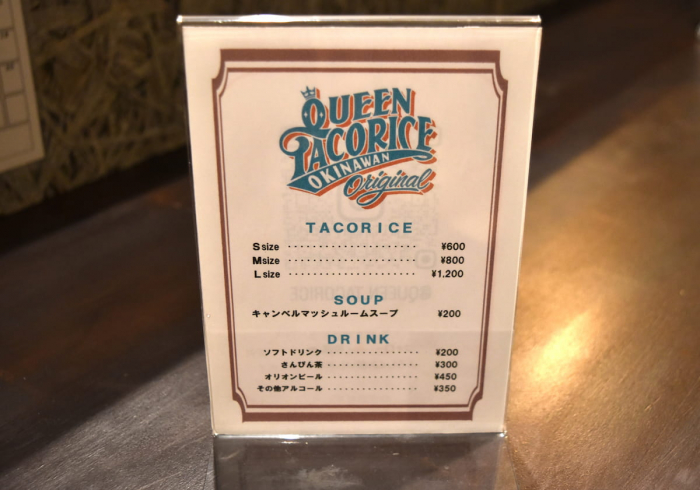 QUEEN
TACORICE
OKINAWAN
Original
TACORICE
S size ¥600
M size ¥800
L size ¥1,200
SOUP
キャンベルマッシュルームスープ ¥200
DRINK
ソフトドリンク ¥200
さんぴん茶 ¥300
オリオンビール ¥450
その他アルコール ¥350